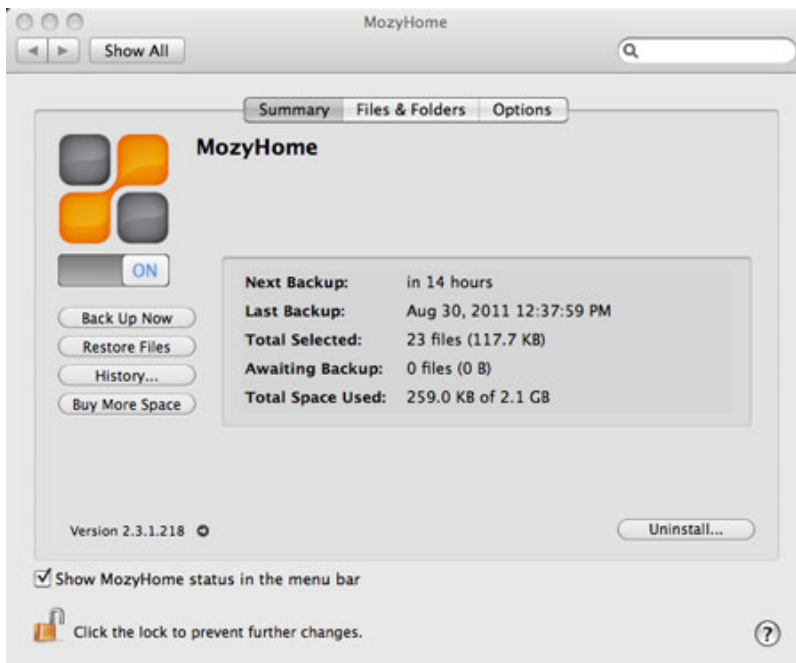 MozyHome
Show All
Summary Files & Folders Options
MozyHome
ON
Back Up Now
Restore Files
History...
Buy More Space
Next Backup: in 14 hours
Last Backup: Aug 30, 2011 12:37:59 PM
Total Selected: 23 files (117.7 KB)
Awaiting Backup: 0 files (0 B)
Total Space Used: 259.0 KB of 2.1 GB
Version 2.3.1.218
Uninstall...
Show MozyHome status in the menu bar
Click the lock to prevent further changes.
?